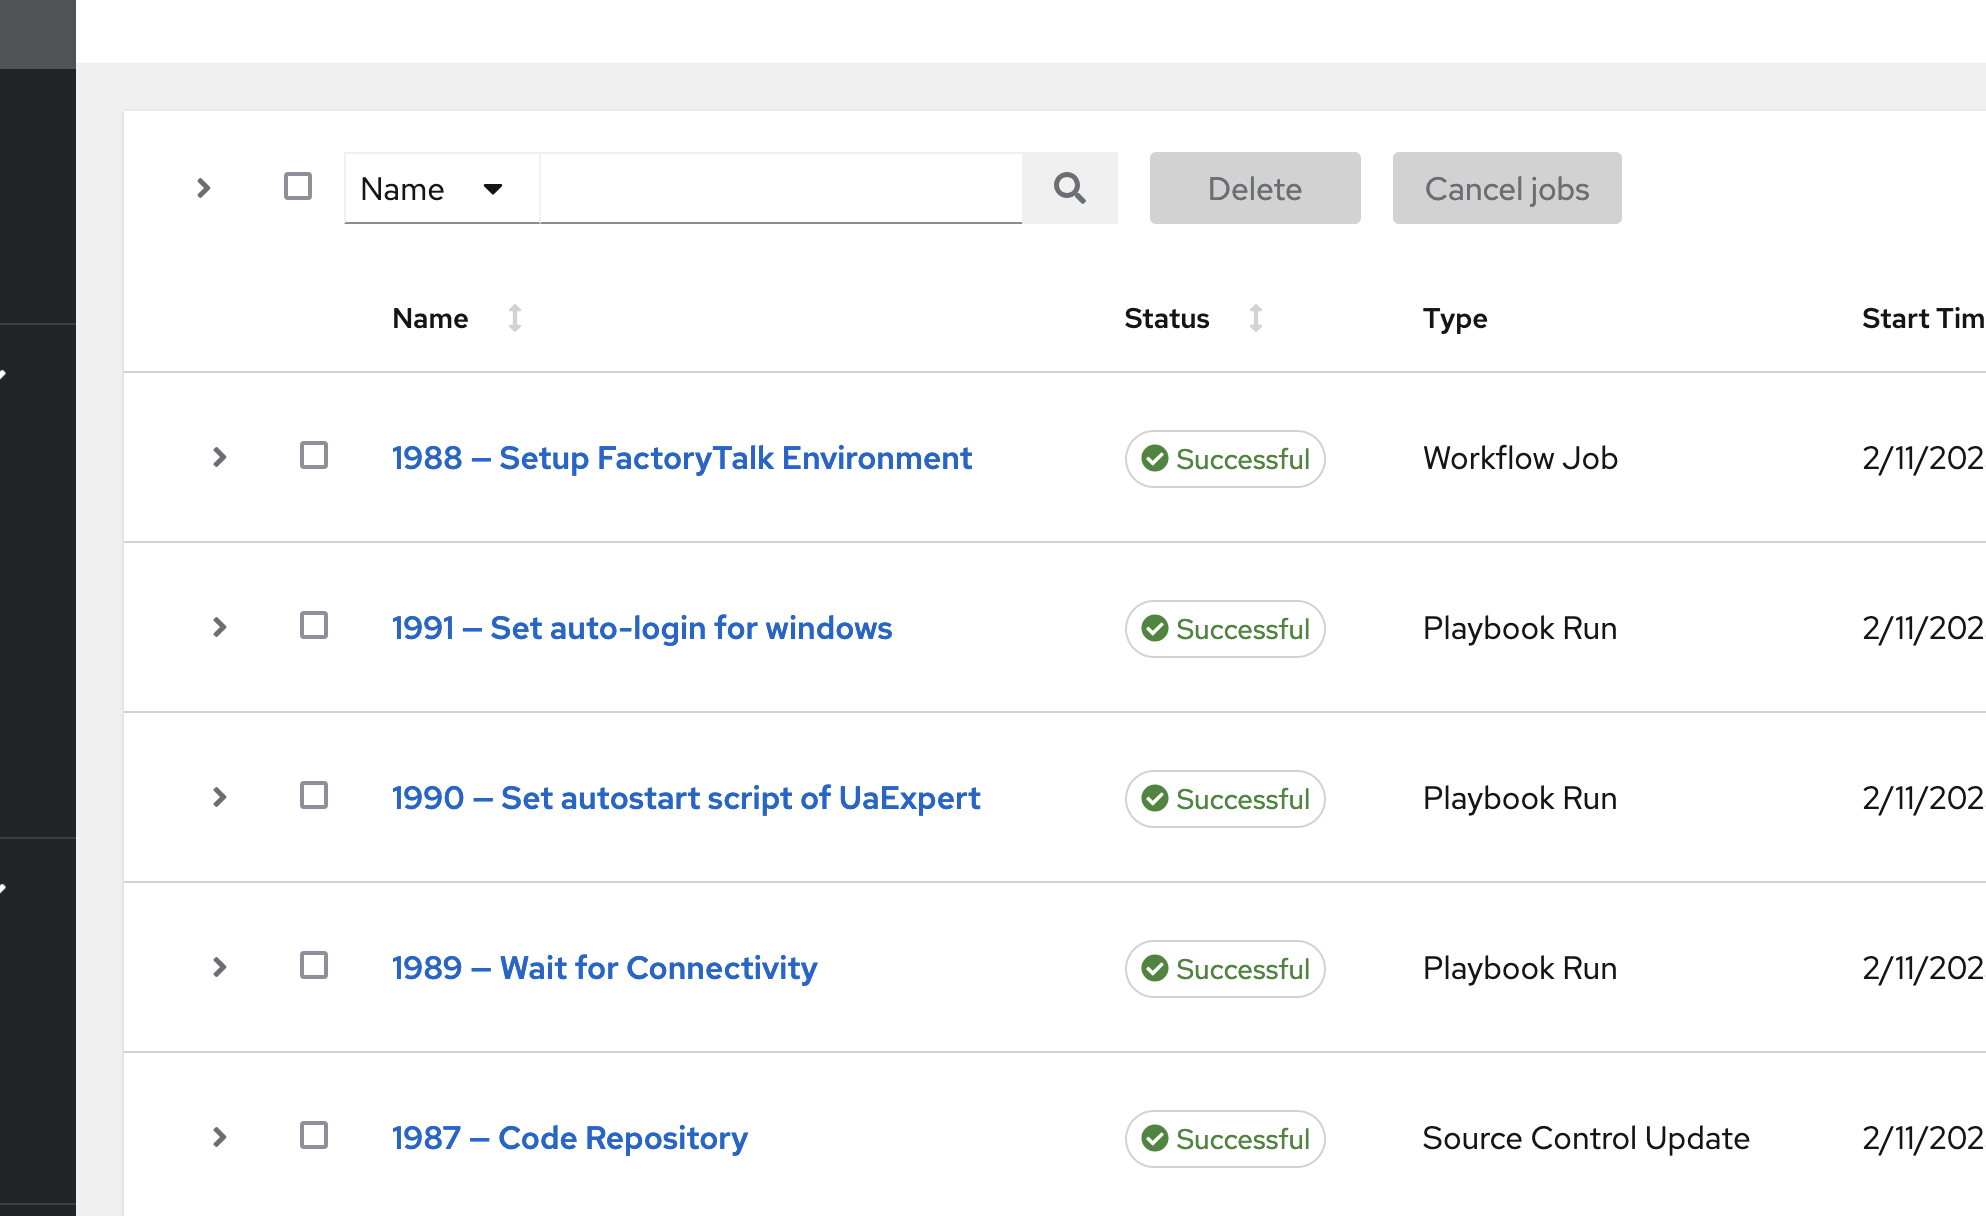 Name Delete Cancel jobs
Name Status Type Start Tim
1988 – Setup FactoryTalk Environment Successful Workflow Job 2/11/202
1991 – Set auto-login for windows Successful Playbook Run 2/11/202
1990 – Set autostart script of UaExpert Successful Playbook Run 2/11/202
1989 – Wait for Connectivity Successful Playbook Run 2/11/202
1987 – Code Repository Successful Source Control Update 2/11/202